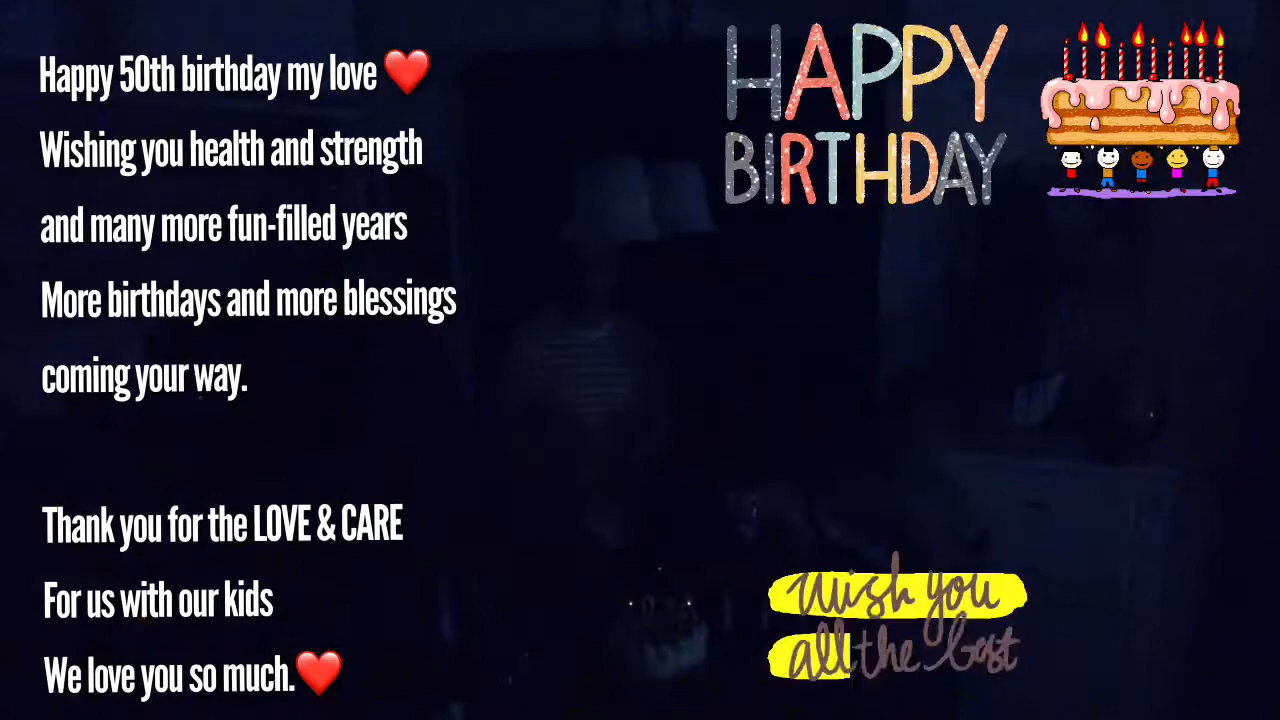 Happy 50th birthday my love ❤️
Wishing you health and strength
and many more fun-filled years
More birthdays and more blessings
coming your way.
Thank you for the LOVE & CARE
For us with our kids
We love you so much.❤️
HAPPY
BIRTHDAY
Wish you
all the best